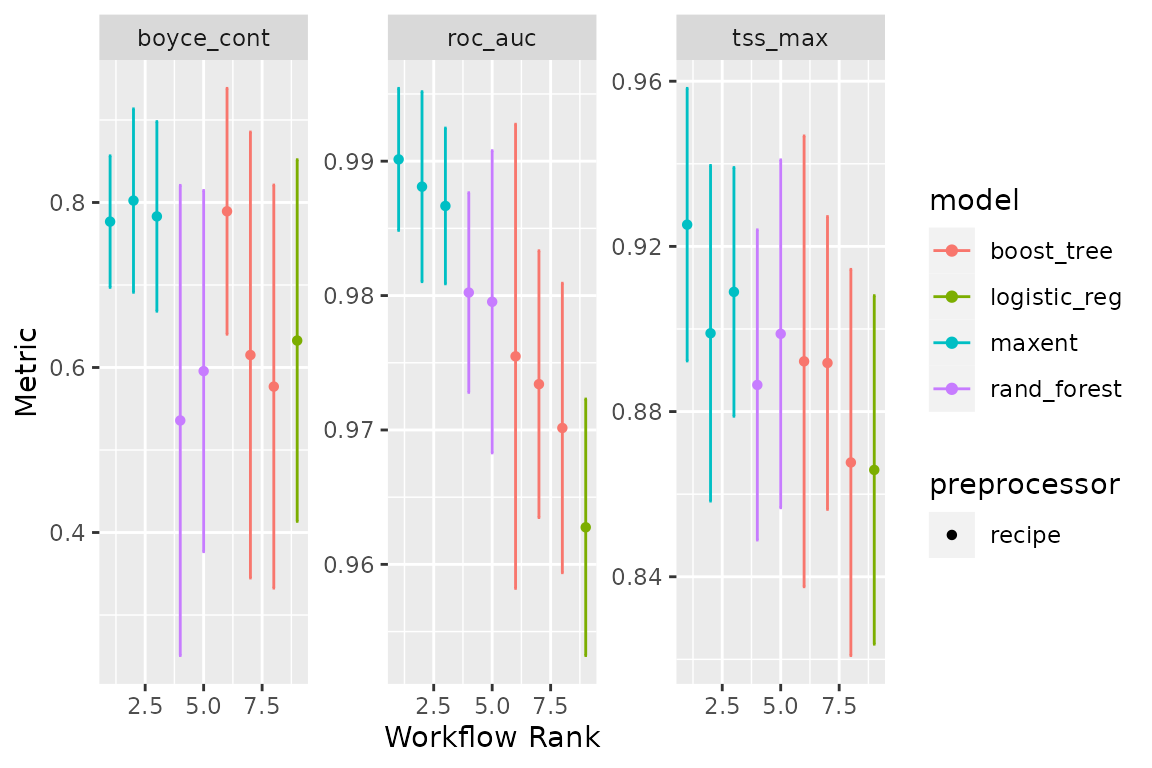 boyce_cont
roc_auc
tss_max
Metric
0.8
0.6
0.4
0.99
0.98
0.97
0.96
0.96
0.92
0.88
0.84
2.5 5.0 7.5
2.5 5.0 7.5
2.5 5.0 7.5
Workflow Rank
model
boost_tree
logistic_reg
maxent
rand_forest
preprocessor
recipe